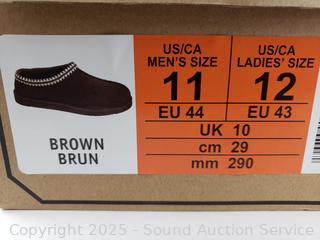 BROWN
BRUN
US/CA
MEN'S SIZE
11
EU 44
US/CA
LADIES' SIZE
12
EU 43
UK 10
cm 29
mm 290
Copyright 2025 - Sound Auction Service